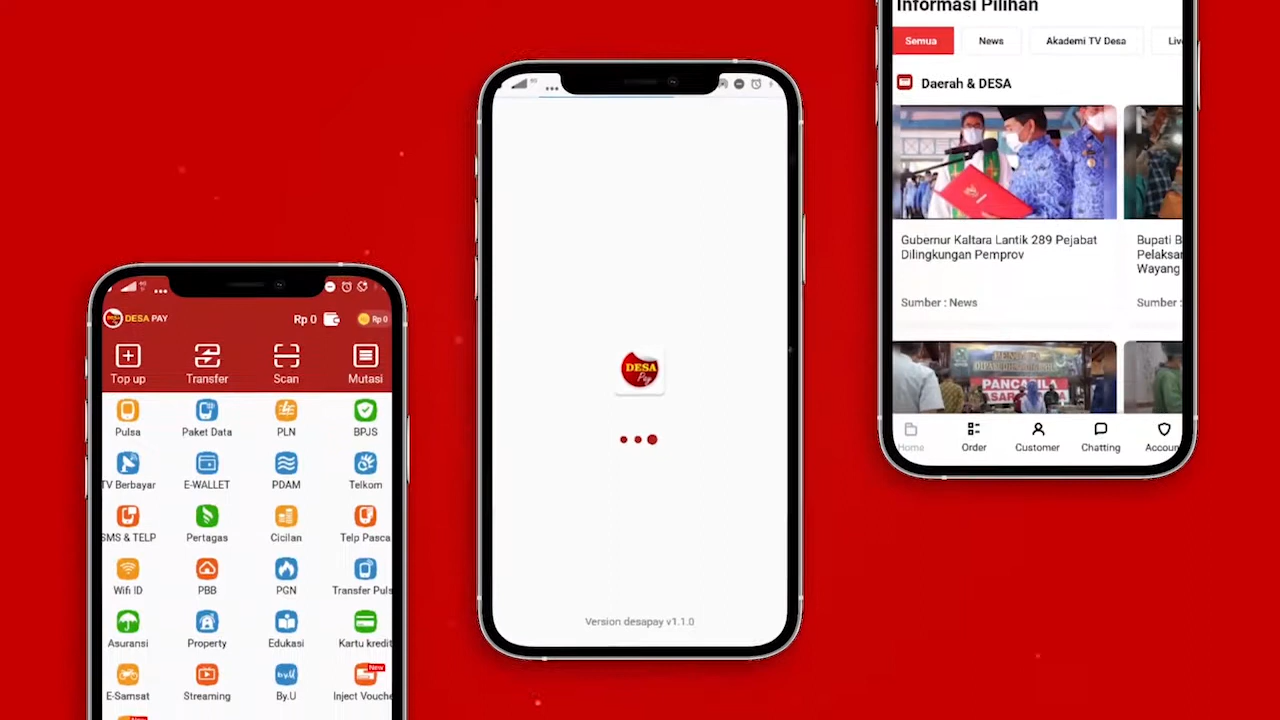 DESA PAY
Rp 0
Rp 0
Top up
Transfer
Scan
Mutasi
Pulsa
Paket Data
PLN
BPJS
TV Berbayar
E-WALLET
PDAM
Telkom
SMS & TELP
Pertagas
Cicilan
Telp Pasca
Wifi ID
PBB
PGN
Transfer Puls
Asuransi
Property
Edukasi
Kartu kredit
E-Samsat
Streaming
by.U
By.U
New
Inject Vouche
DESA
Pay
Version desapay v1.1.0
Informasi Pilihan
Semua
News
Akademi TV Desa
Liv
Daerah & DESA
Gubernur Kaltara Lantik 289 Pejabat
Dilingkungan Pemprov
Sumber : News
Bupati B
Pelaksar
Wayang
Sumber :
PANCASILA
Home
Order
Customer
Chatting
Accoun